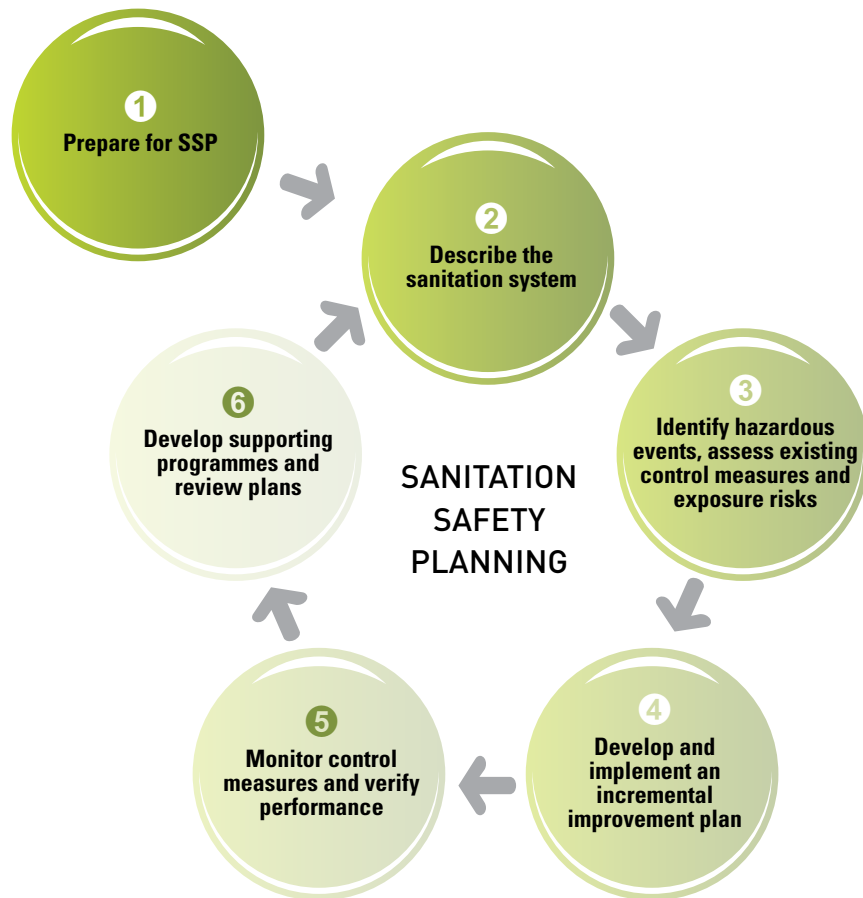 1
Prepare for SSP
2
Describe the
sanitation system
3
Identify hazardous
events, assess existing
control measures and
exposure risks
4
Develop and
implement an
incremental
improvement plan
5
Monitor control
measures and verify
performance
6
Develop supporting
programmes and
review plans
SANITATION
SAFETY
PLANNING